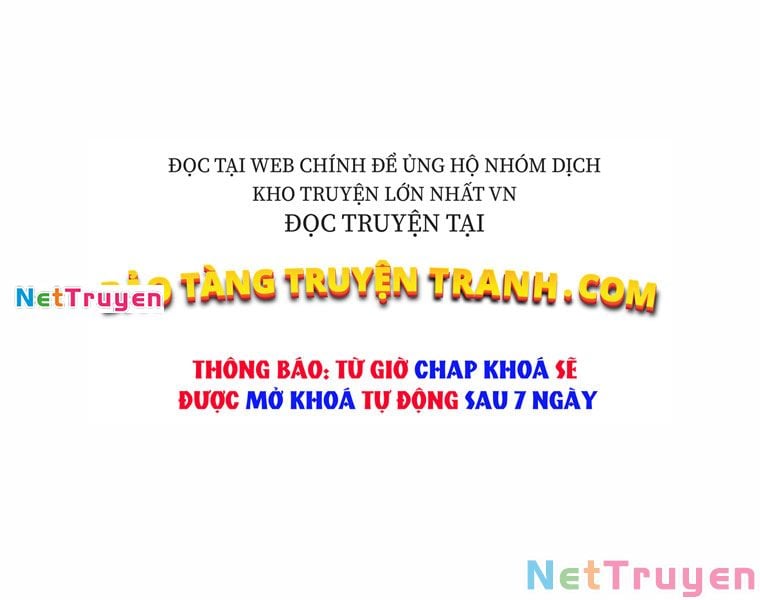 ĐỌC TẠI WEB CHÍNH ĐỂ ỦNG HỘ NHÓM DỊCH
KHO TRUYỆN LỚN NHẤT VN
ĐỌC TRUYỆN TẠI
TÀNG TRUYỆN TRANH.COM
NetTruyen
THÔNG BÁO: TỪ GIỜ CHAP KHOÁ SẼ
ĐƯỢC MỞ KHOÁ TỰ ĐỘNG SAU 7 NGÀY
NetTruyen